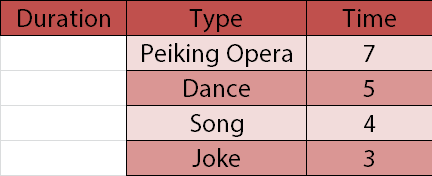 Duration Type Time
Peiking Opera 7
Dance 5
Song 4
Joke 3